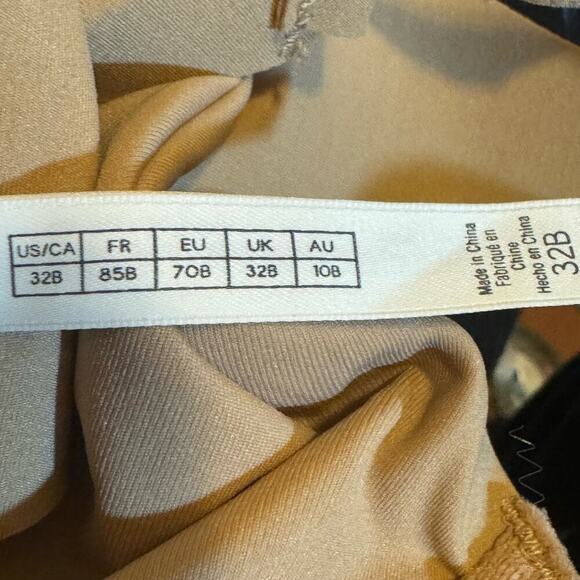 US/CA FR EU UK AU
32B 85B 70B 32B 10B
Made in China
Fabriqué en
Chine
Hecho en China
32B